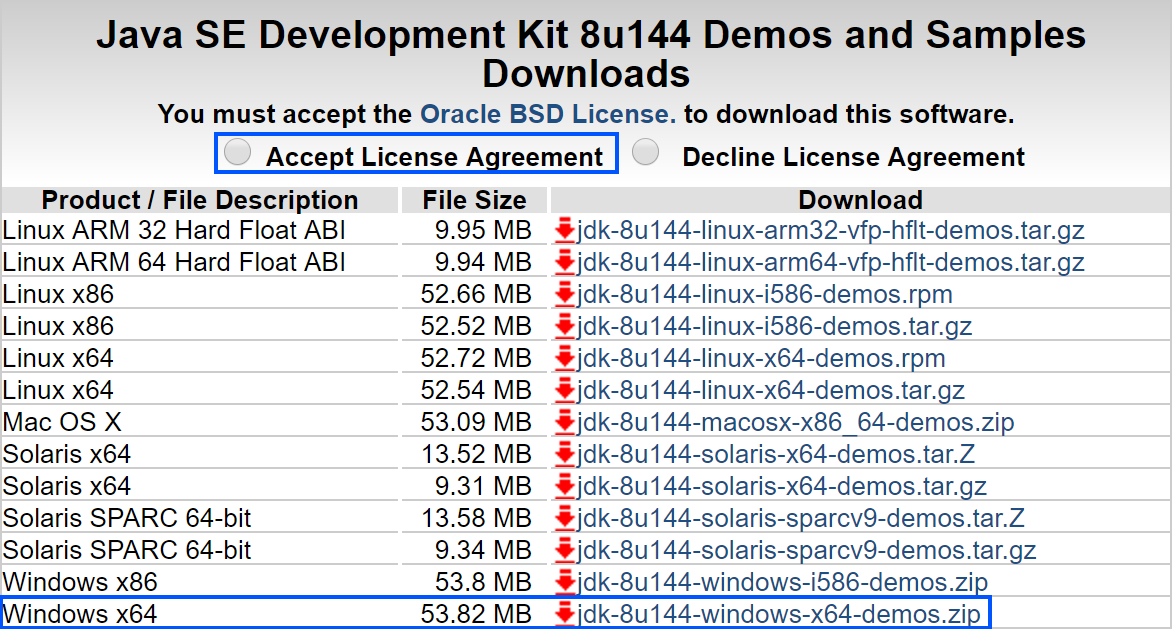 Java SE Development Kit 8u144 Demos and Samples
Downloads
You must accept the Oracle BSD License. to download this software.
Accept License Agreement Decline License Agreement
Product / File Description File Size Download
Linux ARM 32 Hard Float ABI 9.95 MB jdk-8u144-linux-arm32-vfp-hflt-demos.tar.gz
Linux ARM 64 Hard Float ABI 9.94 MB jdk-8u144-linux-arm64-vfp-hflt-demos.tar.gz
Linux x86 52.66 MB jdk-8u144-linux-i586-demos.rpm
Linux x86 52.52 MB jdk-8u144-linux-i586-demos.tar.gz
Linux x64 52.72 MB jdk-8u144-linux-x64-demos.rpm
Linux x64 52.54 MB jdk-8u144-linux-x64-demos.tar.gz
Mac OS X 53.09 MB jdk-8u144-macosx-x86_64-demos.zip
Solaris x64 13.52 MB jdk-8u144-solaris-x64-demos.tar.Z
Solaris x64 9.31 MB jdk-8u144-solaris-x64-demos.tar.gz
Solaris SPARC 64-bit 13.58 MB jdk-8u144-solaris-sparcv9-demos.tar.Z
Solaris SPARC 64-bit 9.34 MB jdk-8u144-solaris-sparcv9-demos.tar.gz
Windows x86 53.8 MB jdk-8u144-windows-i586-demos.zip
Windows x64 53.82 MB jdk-8u144-windows-x64-demos.zip